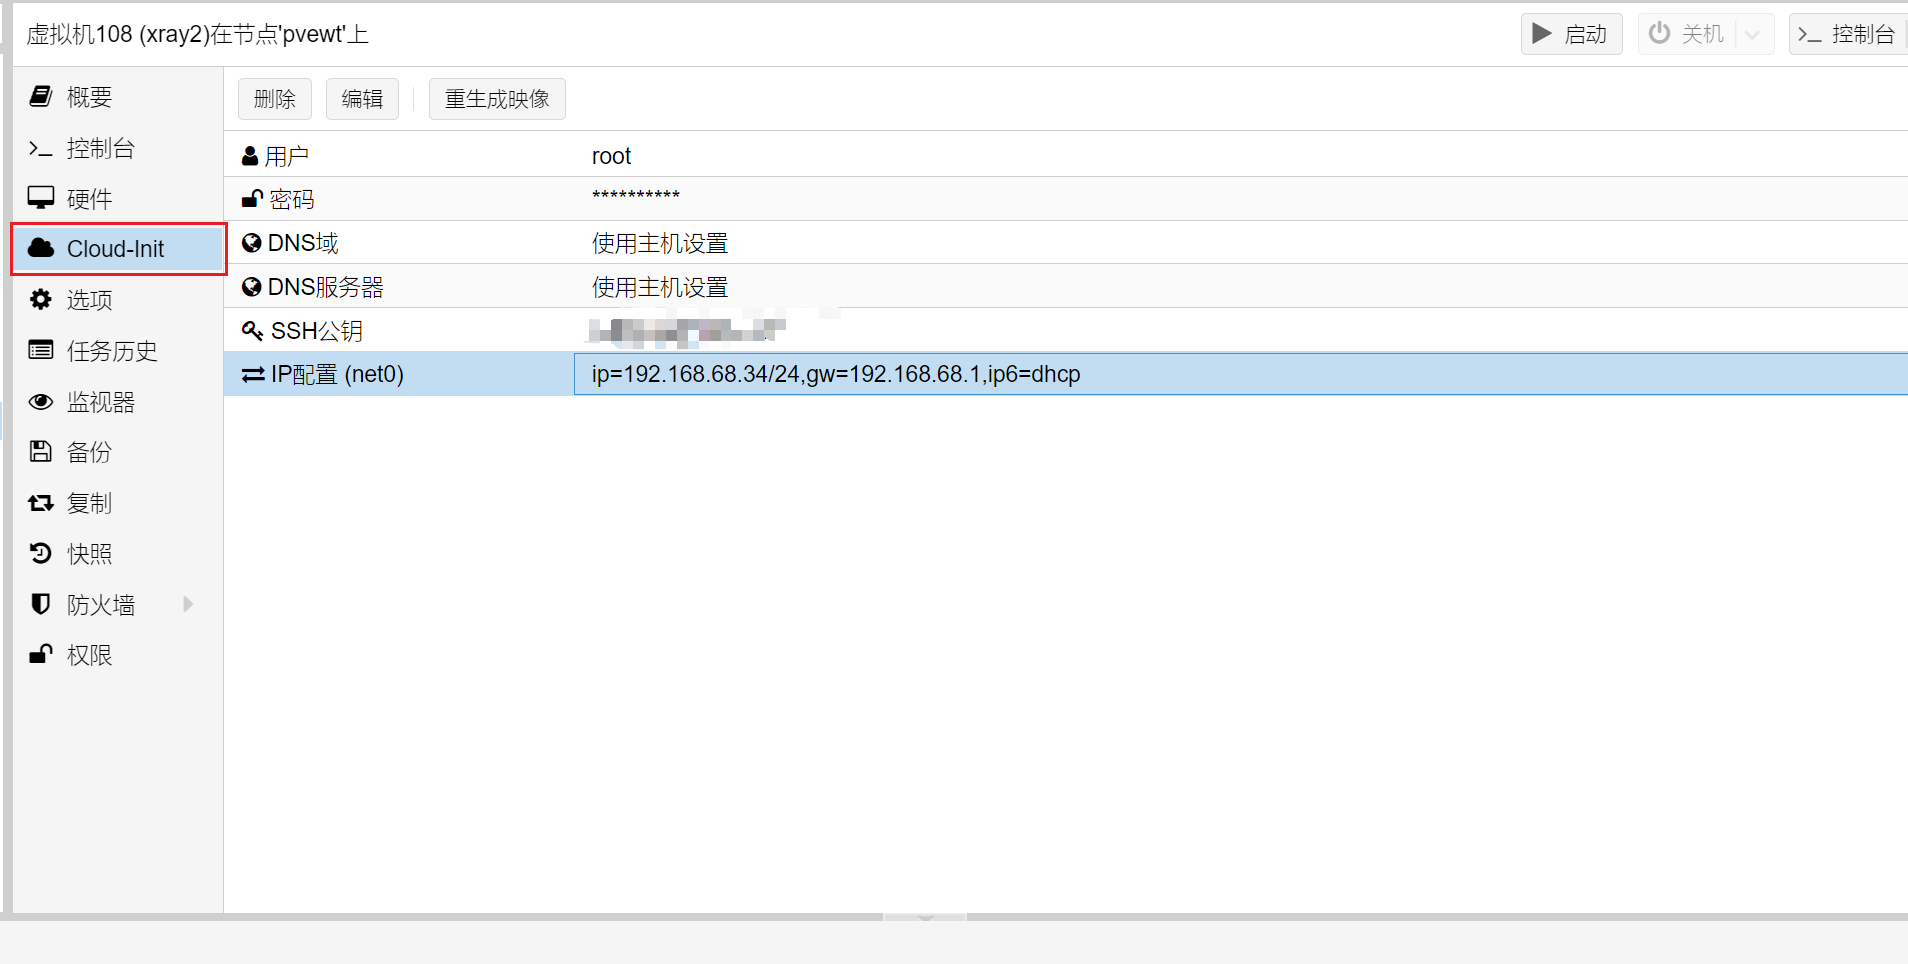 虚拟机108 (xray2)在节点'pvewt'上
启动 关机 控制台
概要
控制台
硬件
Cloud-Init
选项
任务历史
监视器
备份
复制
快照
防火墙
权限
删除 编辑 重生成映像
用户 root
密码 **********
DNS域 使用主机设置
DNS服务器 使用主机设置
SSH公钥
IP配置 (net0) ip=192.168.68.34/24,gw=192.168.68.1,ip6=dhcp